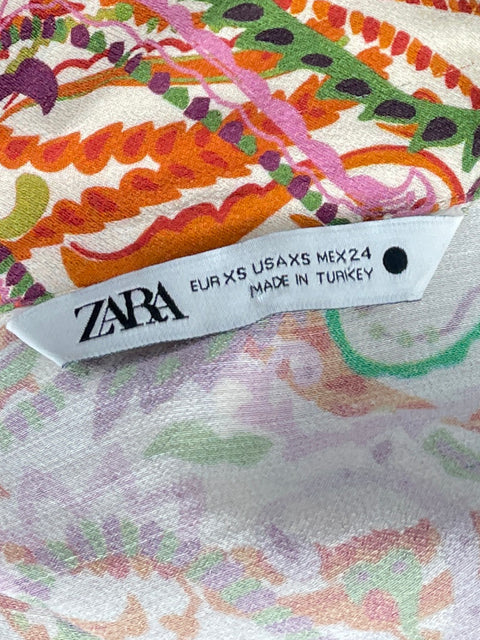 ZARA
EUR XS USA XS MEX 24
MADE IN TURKEY